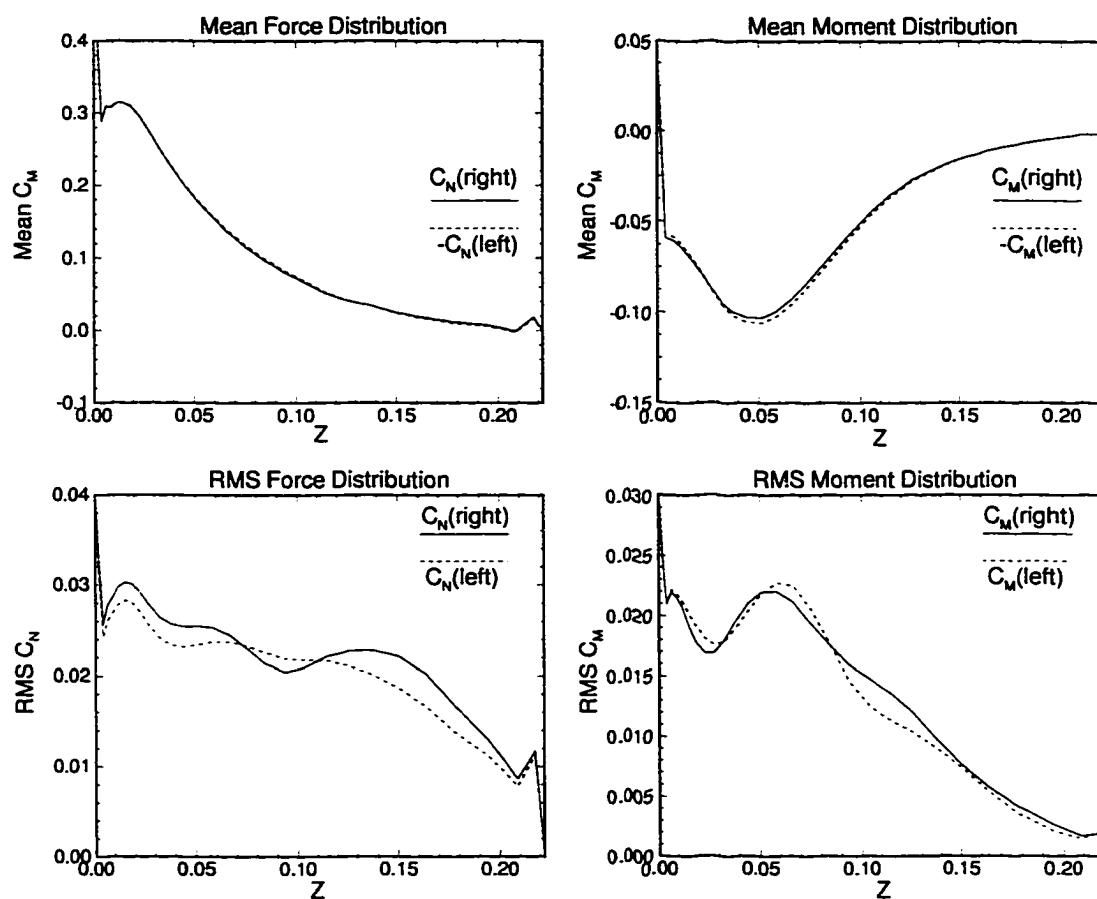 Mean Force Distribution
0.4
0.3
0.2
0.1
0.0
-0.1
Mean C_M
C_N(right)
-C_N(left)
0.00 0.05 0.10 0.15 0.20
Z
Mean Moment Distribution
0.05
0.00
-0.05
-0.10
-0.15
Mean C_M
C_M(right)
-C_M(left)
0.00 0.05 0.10 0.15 0.20
Z
RMS Force Distribution
0.04
0.03
0.02
0.01
0.00
RMS C_N
C_N(right)
C_N(left)
0.00 0.05 0.10 0.15 0.20
Z
RMS Moment Distribution
0.030
0.025
0.020
0.015
0.010
0.005
0.000
RMS C_M
C_M(right)
C_M(left)
0.00 0.05 0.10 0.15 0.20
Z